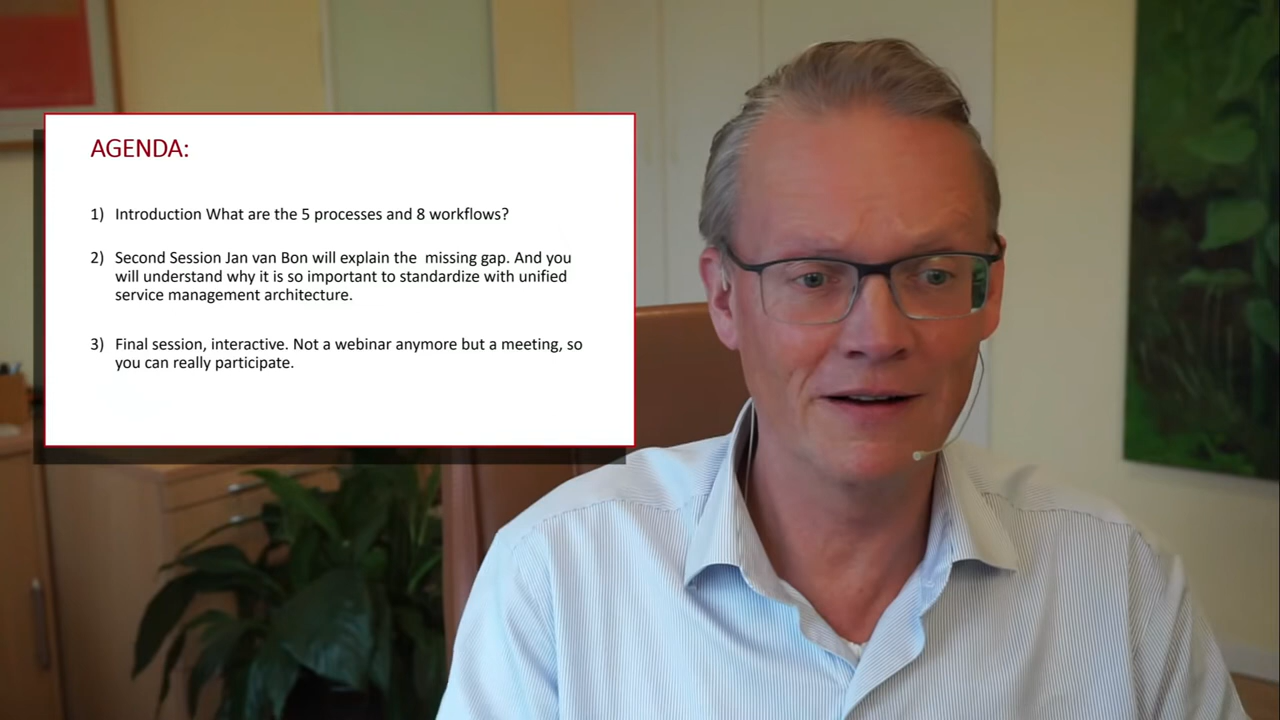 AGENDA:
1) Introduction What are the 5 processes and 8 workflows?
2) Second Session Jan van Bon will explain the  missing gap. And you
will understand why it is so important to standardize with unified
service management architecture.
3) Final session, interactive. Not a webinar anymore but a meeting, so
you can really participate.